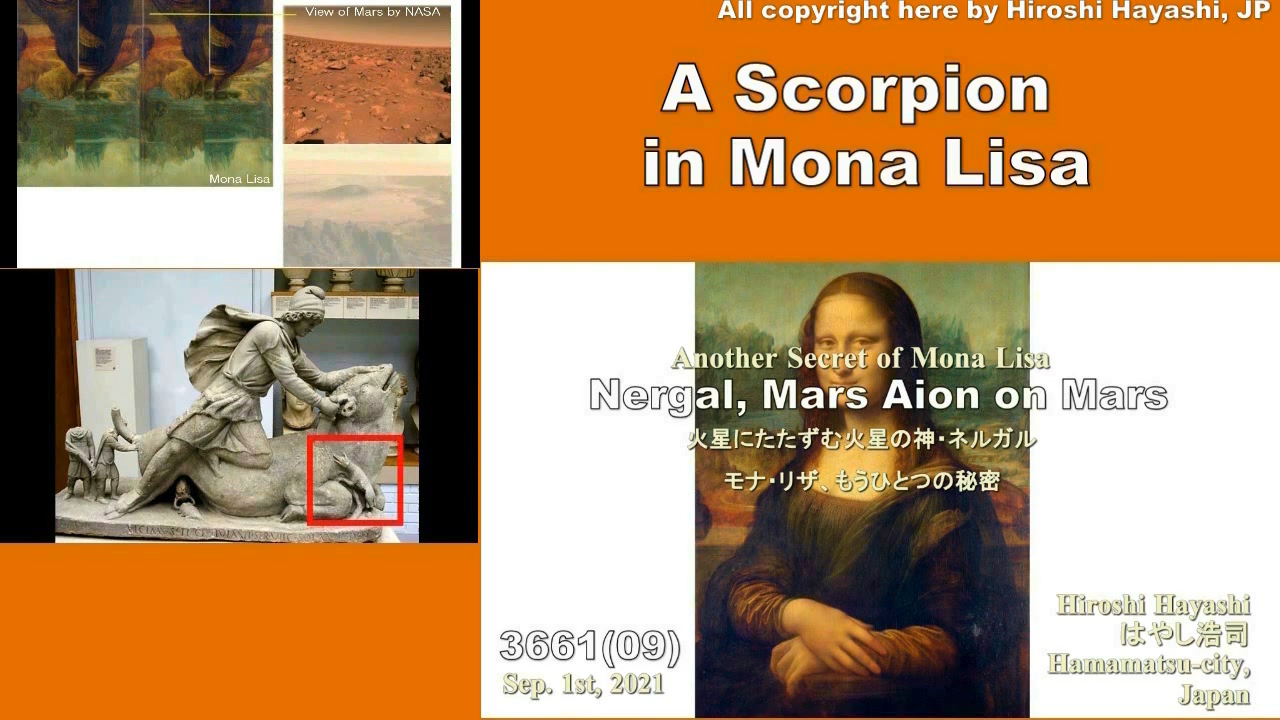 View of Mars by NASA
Mona Lisa
All copyright here by Hiroshi Hayashi, JP
A Scorpion
in Mona Lisa
Another Secret of Mona Lisa
Nergal, Mars Aion on Mars
火星にたたずむ火星の神・ネルガル
モナ・リザ、もうひとつの秘密
3661(09)
Sep. 1st, 2021
Hiroshi Hayashi
はやし浩司
Hamamatsu-city,
Japan